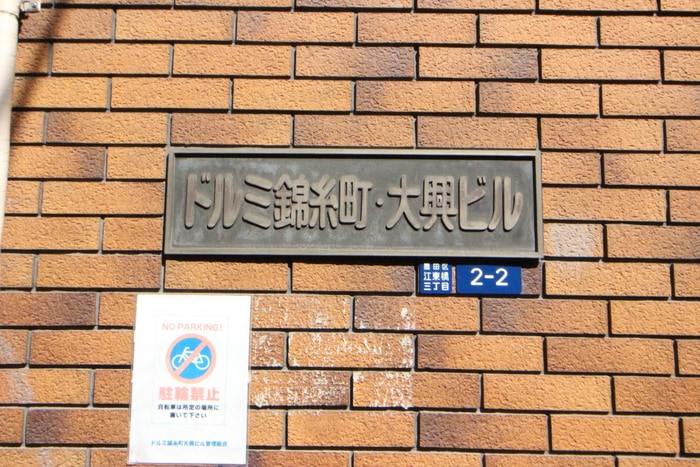 ドルミ錦糸町・大興ビル
墨田区
江東橋
三丁目
2-2
NO PARKING!
駐輪禁止
自転車は所定の場所に
置いて下さい
ドルミ錦糸町大興ビル管理組合